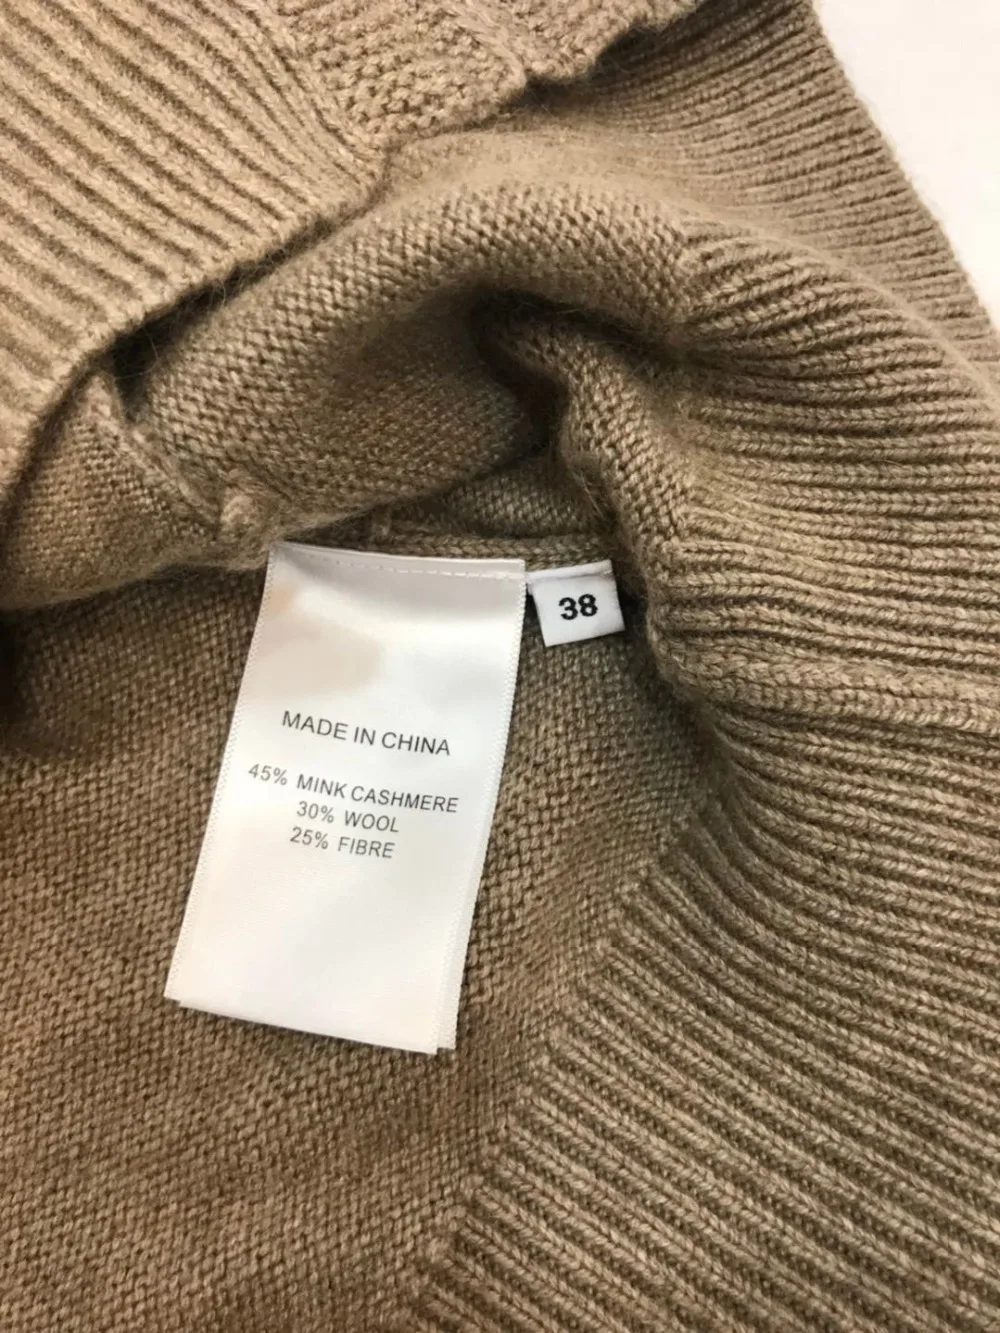 38
MADE IN CHINA
45% MINK CASHMERE
30% WOOL
25% FIBRE